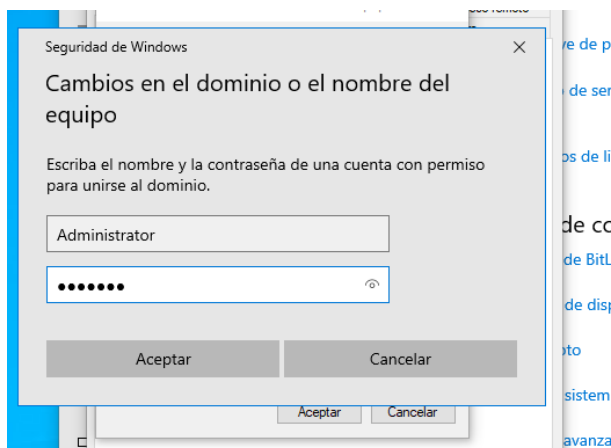 Seguridad de Windows
Cambios en el dominio o el nombre del
equipo
Escriba el nombre y la contraseña de una cuenta con permiso
para unirse al dominio.
Administrator
●●●●●●●
Aceptar Cancelar
Aceptar Cancelar
remoto
de p
de ser
os de li
de co
de BitL
de disp
oto
sistem
avanza